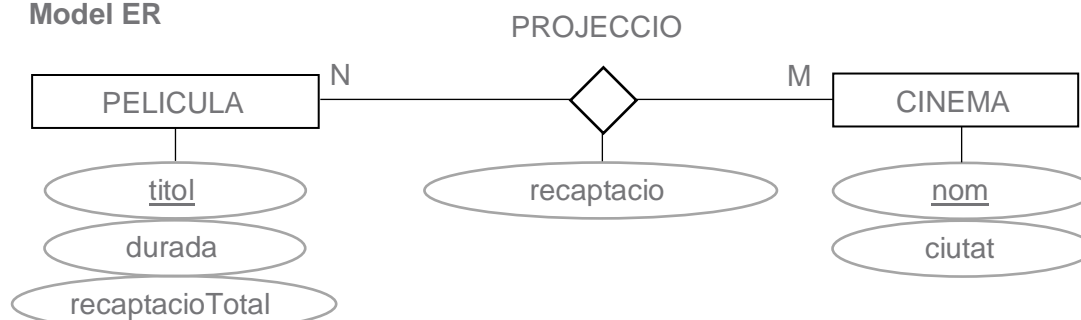 Model ER
PROJECCIO
N
M
PELICULA
CINEMA
titol
recaptacio
nom
durada
ciutat
recaptacioTotal